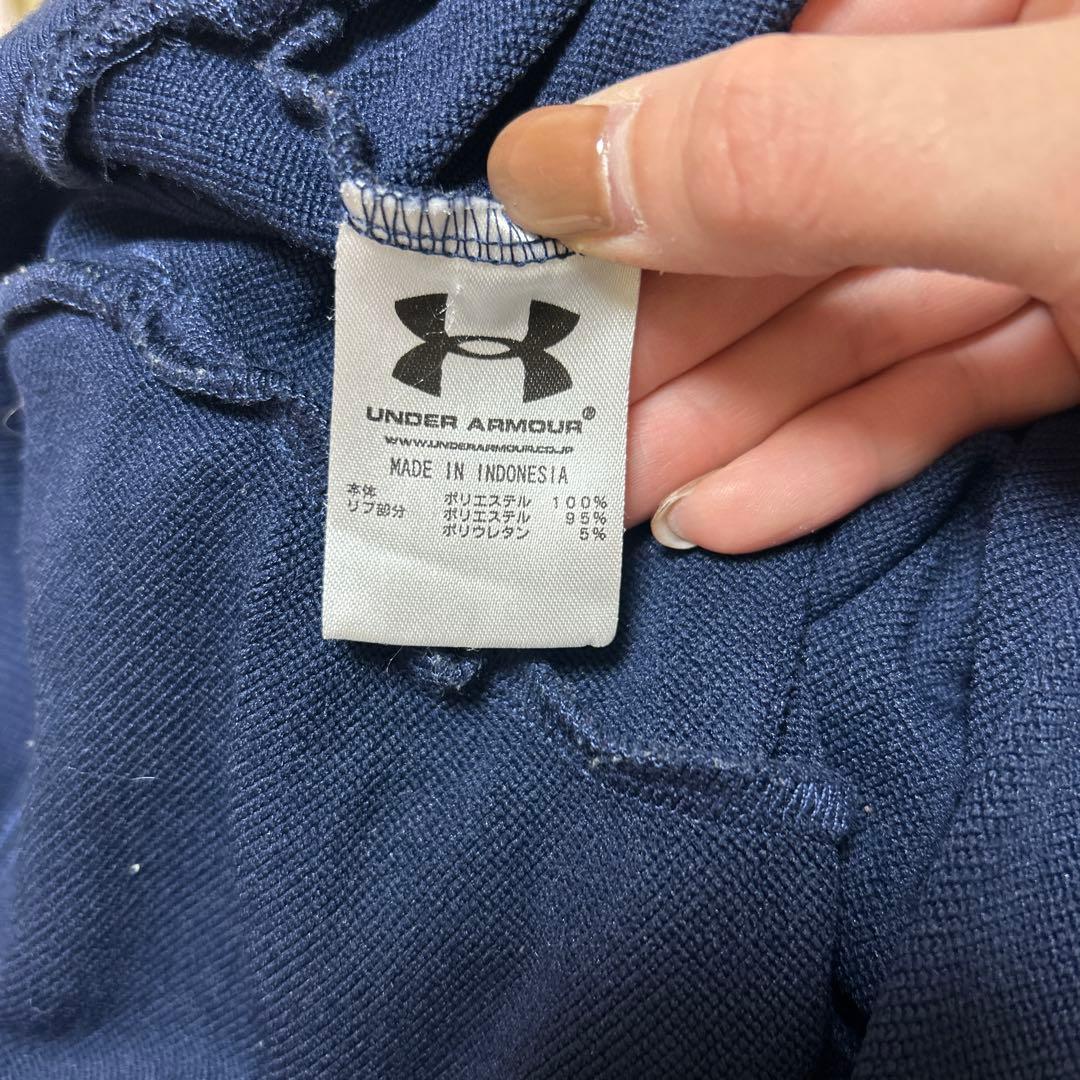 UNDER ARMOUR®
WWW.UNDERARMOUR.CO.JP
MADE IN INDONESIA
本体 ポリエステル 100%
リブ部分 ポリエステル 95%
ポリウレタン 5%